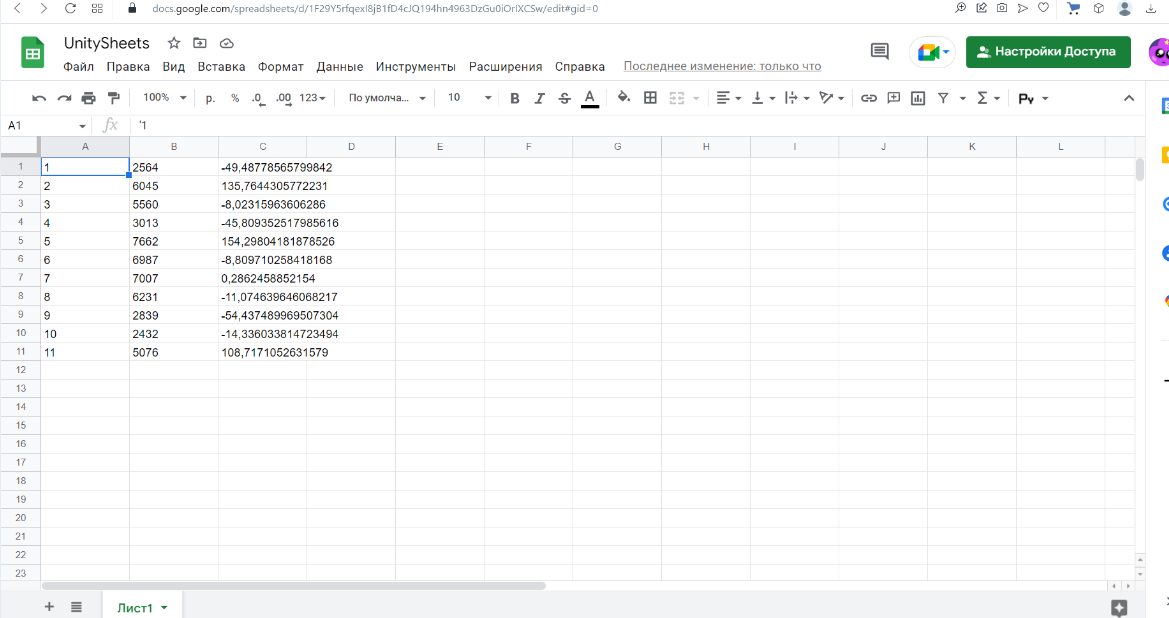 docs.google.com/spreadsheets/d/1F29Y5rfqexl8jB1fD4cJQ194hn4963DzGu0iOrIXCSw/edit#gid=0
UnitySheets
Файл Правка Вид Вставка Формат Данные Инструменты Расширения Справка Последнее изменение: только что
Настройки Доступа
100% р. % .0 .00 123 По умолча... 10 B I S A Ру
A1 fx '1
A B C D E F G H I J K L
1 1 2564 -49,48778565799842
2 2 6045 135,7644305772231
3 3 5560 -8,02315963606286
4 4 3013 -45,809352517985616
5 5 7662 154,29804181878526
6 6 6987 -8,809710258418168
7 7 7007 0,2862458852154
8 8 6231 -11,074639646068217
9 9 2839 -54,437489969507304
10 10 2432 -14,336033814723494
11 11 5076 108,7171052631579
12
13
14
15
16
17
18
19
20
21
22
23
Лист1